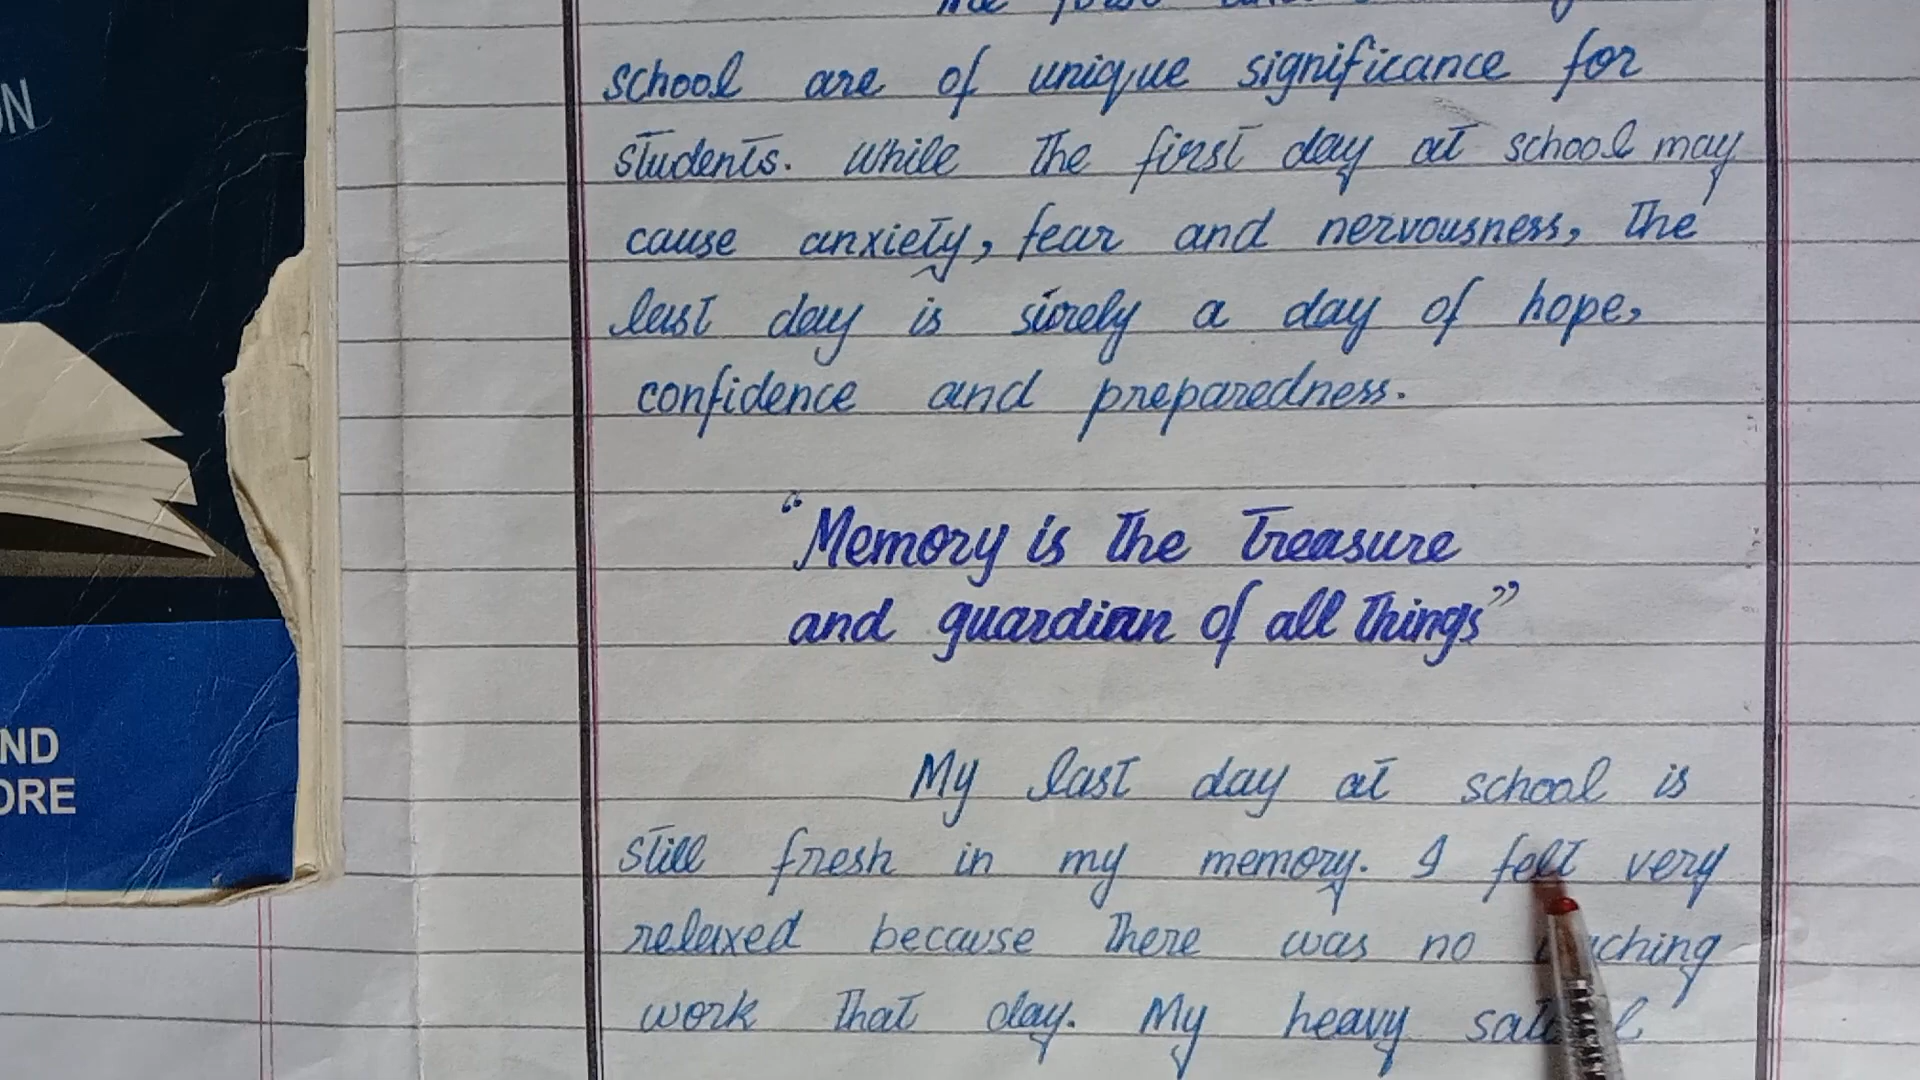 school are of unique significance for
students. While the first day at school may
cause anxiety, fear and nervousness, the
last day is surely a day of hope,
confidence and preparedness.
“Memory is the treasure
and guardian of all things”
My last day at school is
still fresh in my memory. I felt very
relaxed because there was no
work that day. My heavy
ON
ND
ORE